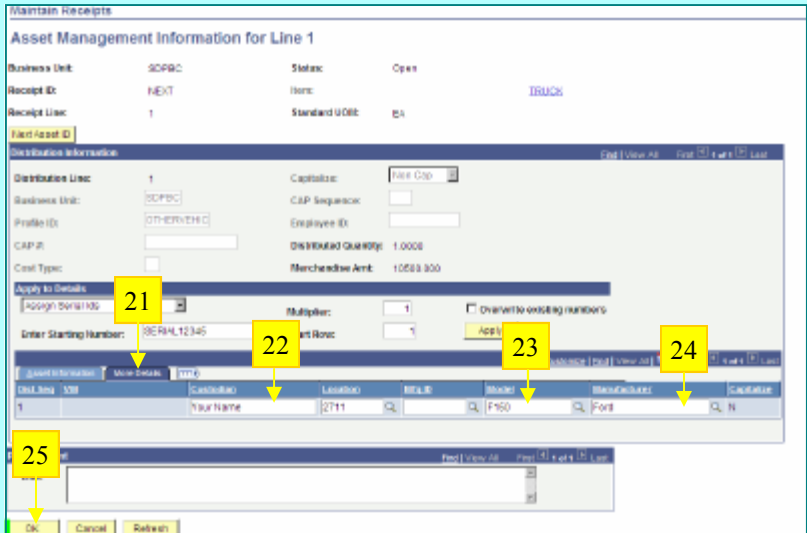 Maintain Receipts
Asset Management Information for Line 1
Business Unit: SDPBC Status: Open
Receipt ID: NEXT Item: TRUCK
Receipt Line: 1 Standard UOM: EA
Next Asset ID
Distribution Information Find | View All First 1 of 1 Last
Distribution Line: 1 Capitalize: Non Cap
Business Unit: SDPBC CAP Sequence:
Profile ID: OTHERVEHIC Employee ID:
CAP #: Distributed Quantity: 1.0000
Cost Type: Merchandise Amt:
Apply to Details
21
Assign Serial Ids Multiplier: 1 Overwrite existing numbers
Enter Starting Number: SERIAL12345 Start Row: 1 Apply
22 23 24
Customize | Find | View All | 1 of 1 Last
Asset Information More Details
Dist Seq VIN Custodian Location Mfg ID Model Manufacturer Capitalize
1 Your Name 2711 F150 Ford N
25
Find | View All First 1 of 1 Last
OK Cancel Refresh